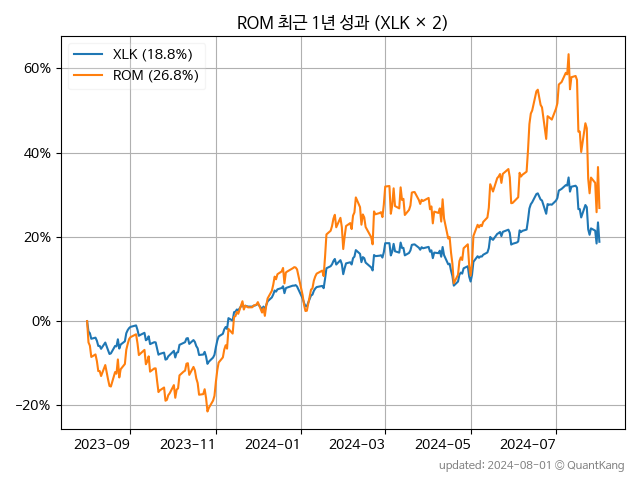 ROM 최근 1년 성과 (XLK × 2)
XLK (18.8%)
ROM (26.8%)
60%
40%
20%
0%
−20%
2023-09 2023-11 2024-01 2024-03 2024-05 2024-07
updated: 2024-08-01 © QuantKang